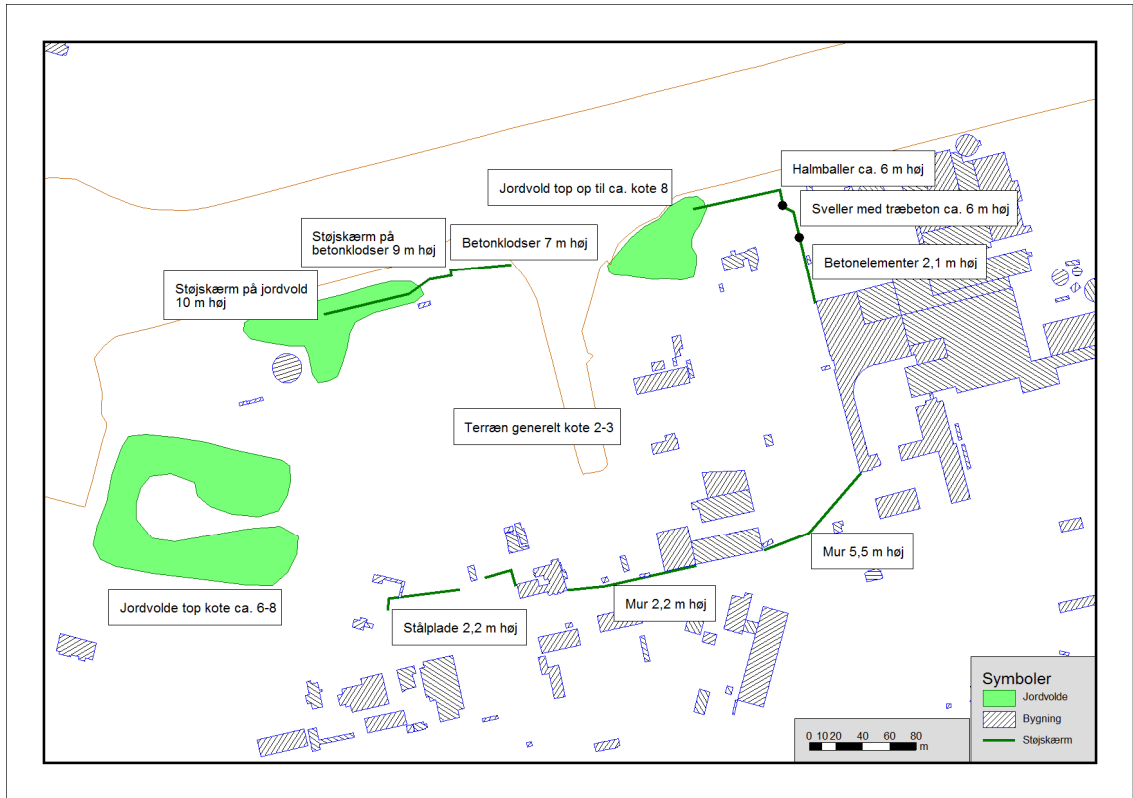 Halmballer ca. 6 m høj
Jordvold top op til ca. kote 8
Sveller med træbeton ca. 6 m høj
Støjskærm på
betonklodser 9 m høj
Betonklodser 7 m høj
Betonelementer 2,1 m høj
Støjskærm på jordvold
10 m høj
Terræn generelt kote 2-3
Mur 5,5 m høj
Jordvolde top kote ca. 6-8
Mur 2,2 m høj
Stålplade 2,2 m høj
Symboler
Jordvolde
Bygning
Støjskærm
0 10 20 40 60 80
m